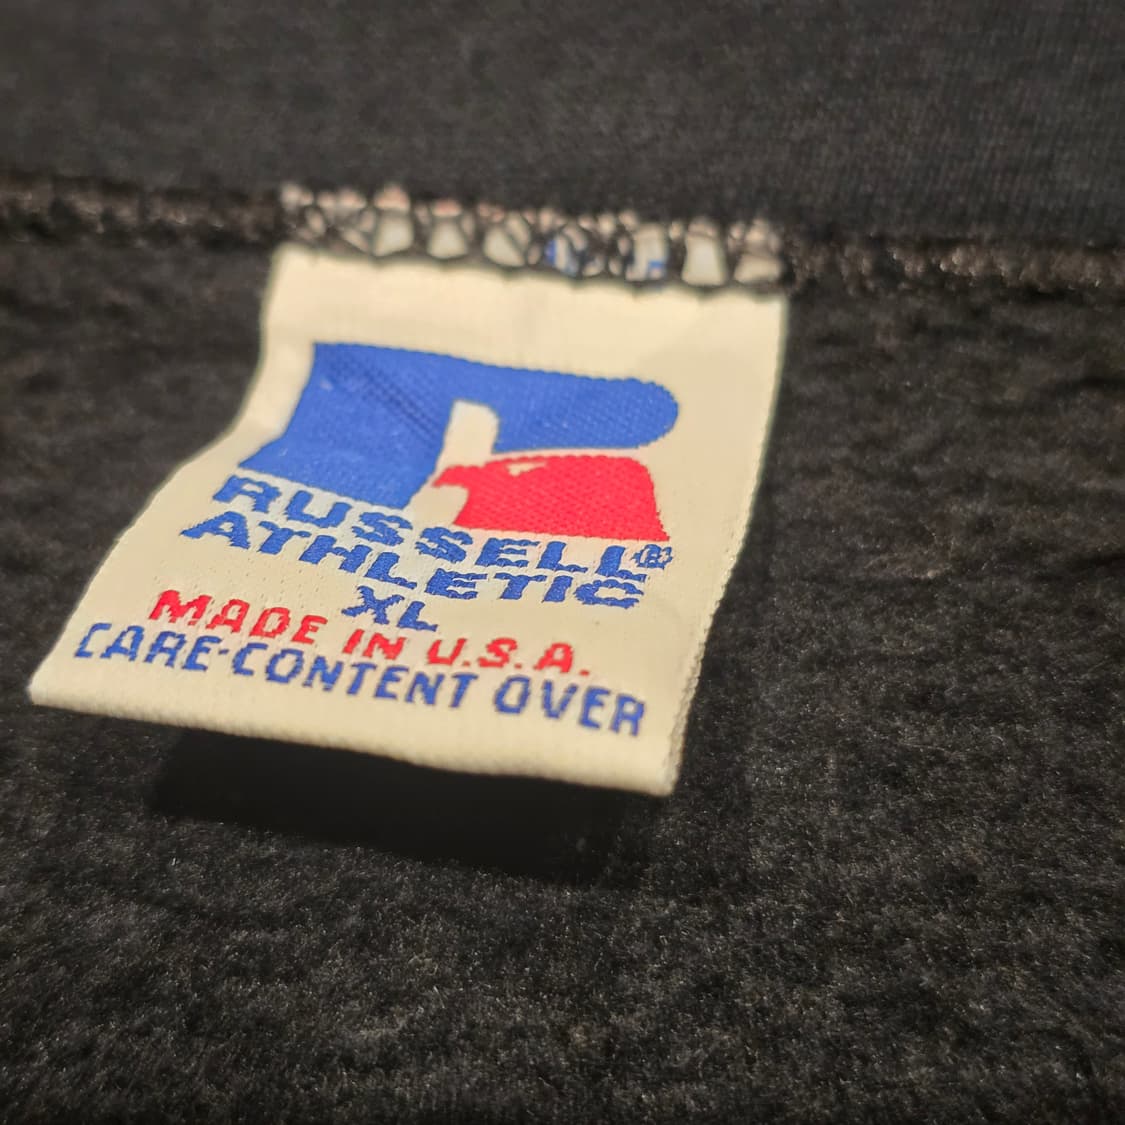 RUSSELL®
ATHLETIC
XL
MADE IN U.S.A.
CARE-CONTENT OVER